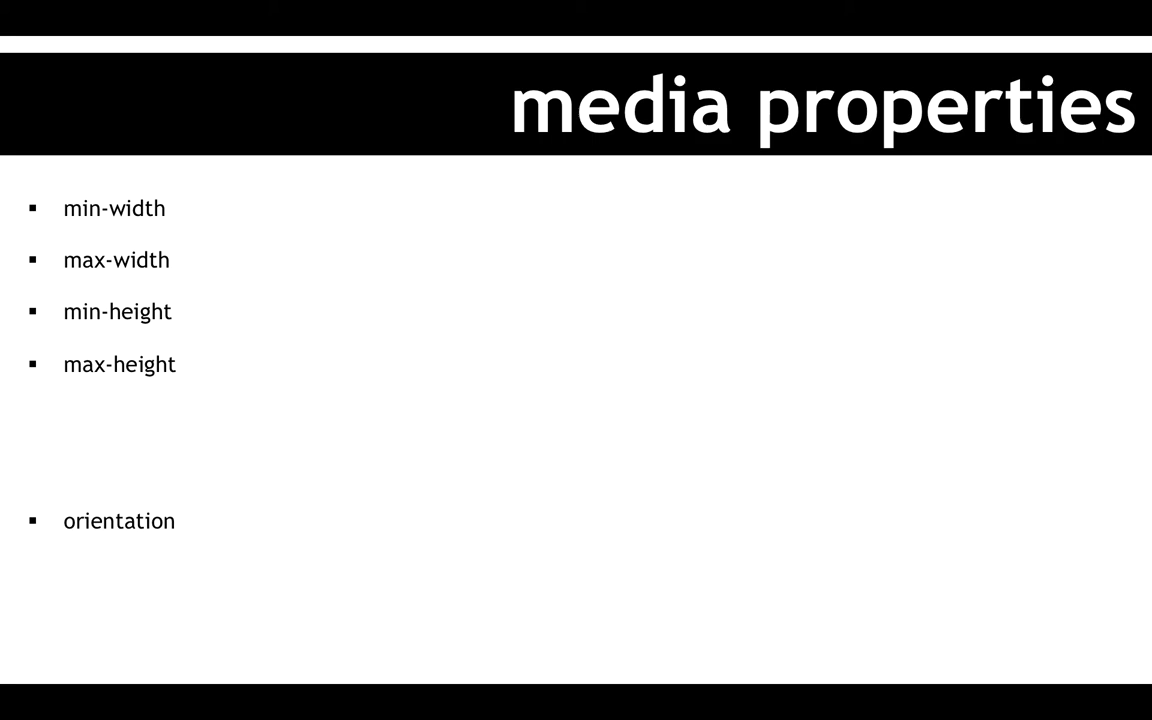 media properties
▪ min-width
▪ max-width
▪ min-height
▪ max-height
▪ orientation